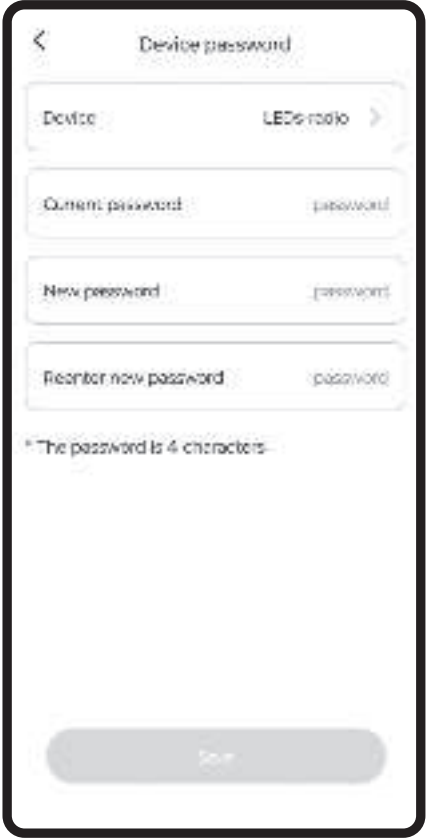 Device password
Device LEDs-radio
Current password password
New password password
Reenter new password password
* The password is 4 characters
Save